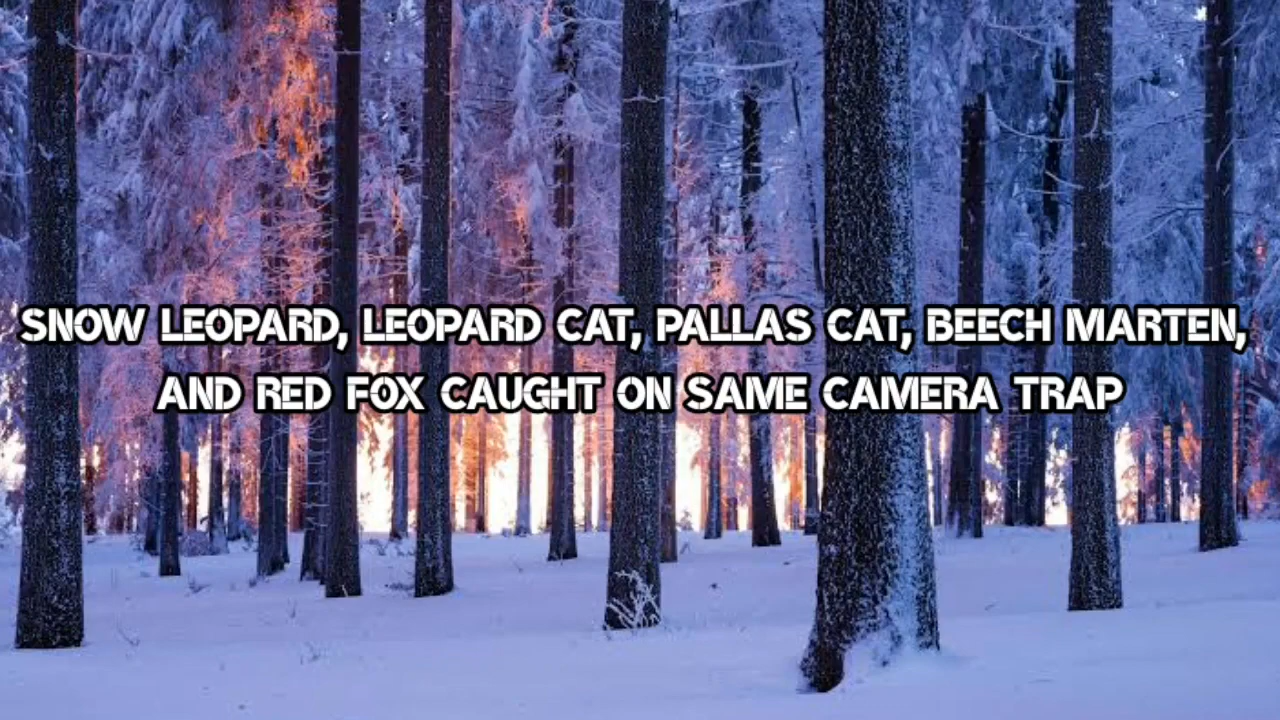 SNOW LEOPARD, LEOPARD CAT, PALLAS CAT, BEECH MARTEN,
AND RED FOX CAUGHT ON SAME CAMERA TRAP